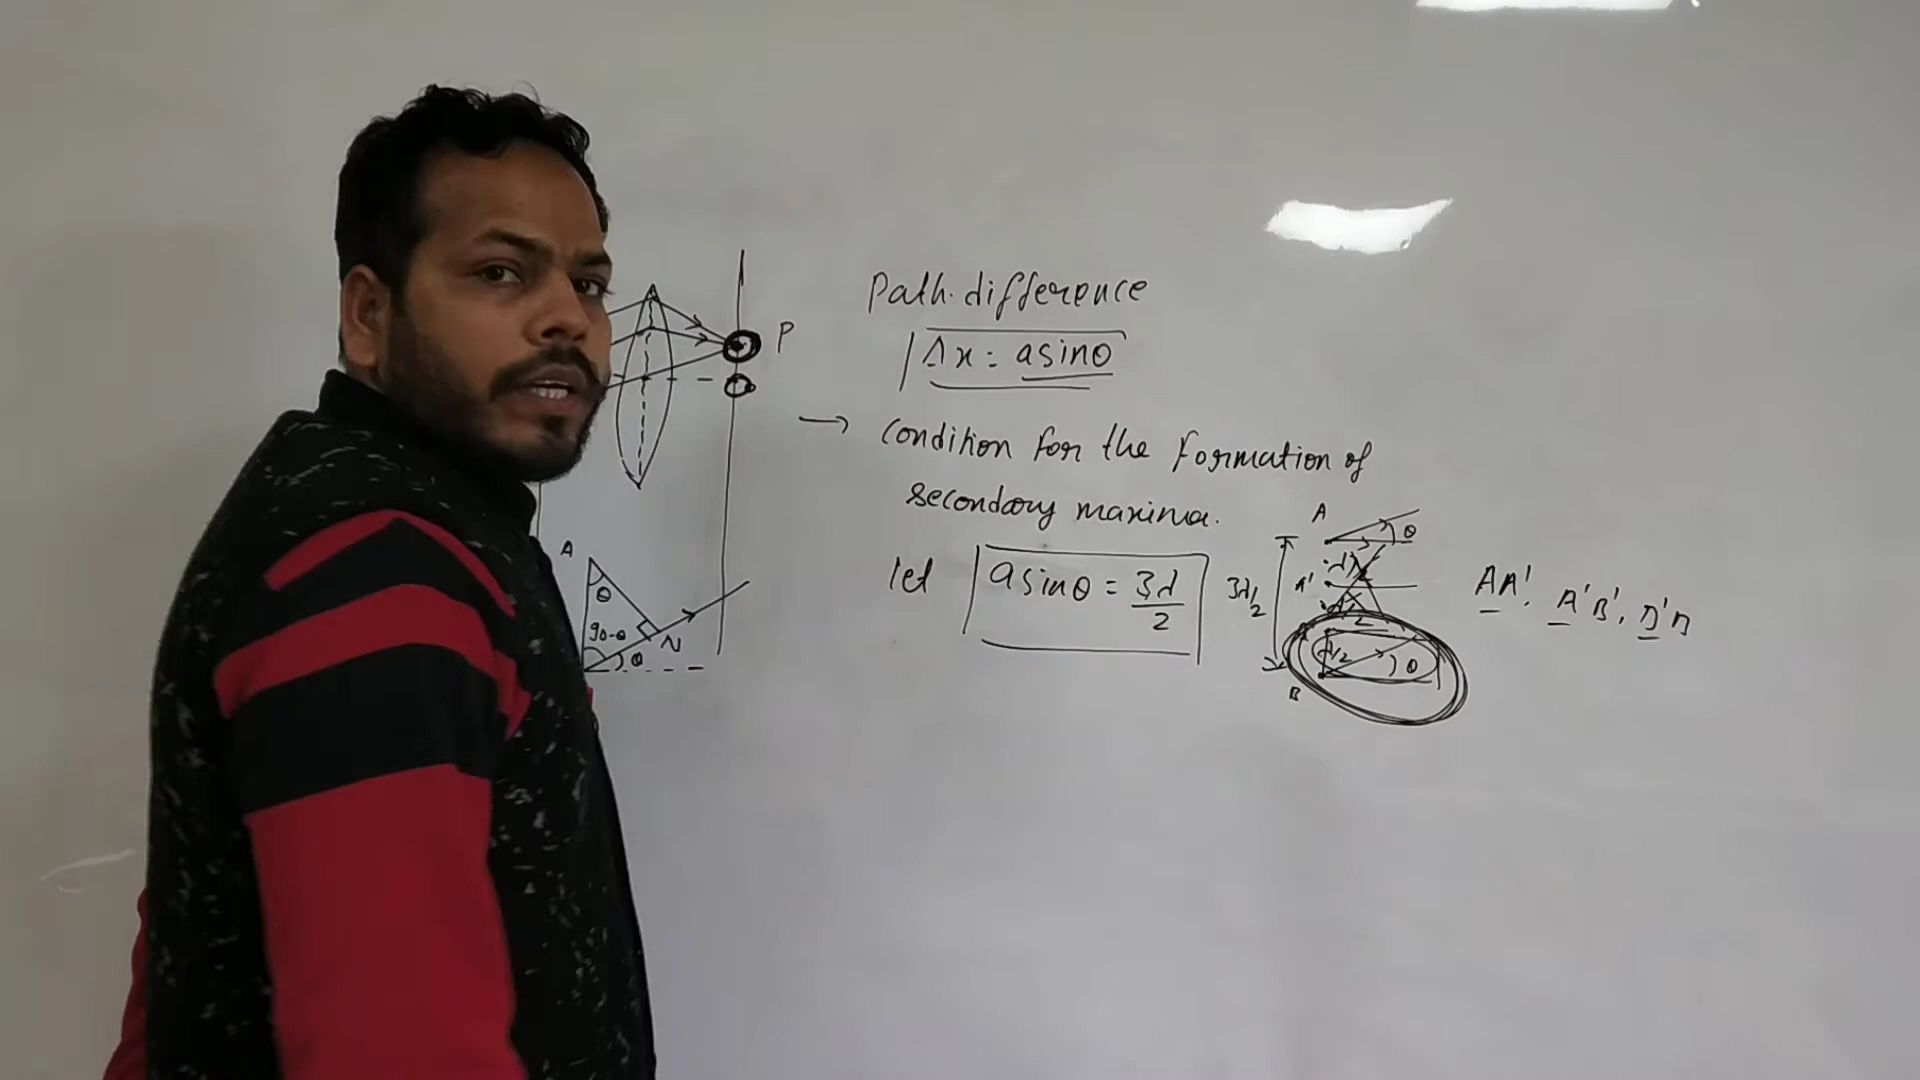 Path difference
P
Δx = asinθ
→ condition for the formation of
secondary maxima.
A
θ
A
θ
90-θ
N
θ
let
asinθ = 3λ/2
3λ/2
A'
λ/2
θ
B
AA', A'B', B'B